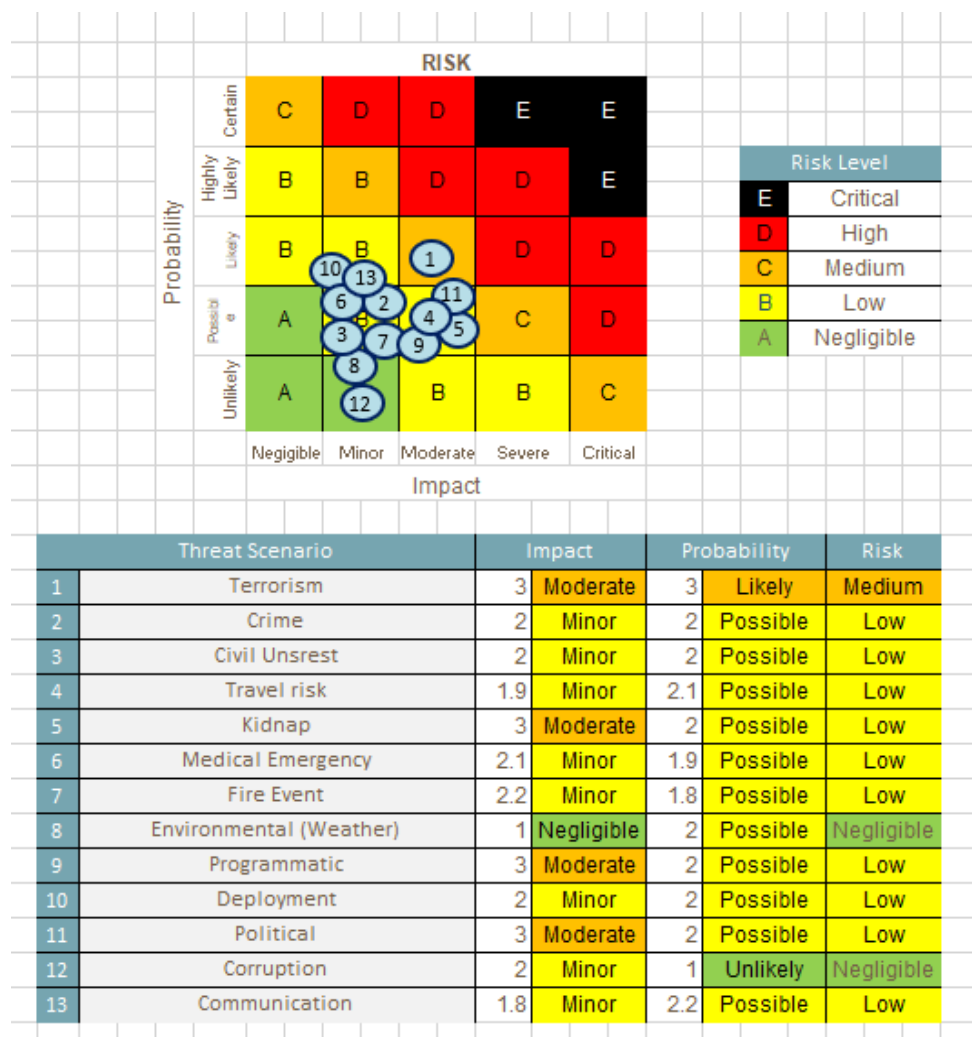 RISK
Certain C D D E E
Highly Likely B B D D E
Likely B B D D
Possibl e A B C D
Unlikely A B B C
Probability
10 13 1
6 2 11
3 7 4 5
9
8
12
Negigible Minor Moderate Severe Critical
Impact
Risk Level
E Critical
D High
C Medium
B Low
A Negligible
Threat Scenario Impact Probability Risk
1 Terrorism 3 Moderate 3 Likely Medium
2 Crime 2 Minor 2 Possible Low
3 Civil Unsrest 2 Minor 2 Possible Low
4 Travel risk 1.9 Minor 2.1 Possible Low
5 Kidnap 3 Moderate 2 Possible Low
6 Medical Emergency 2.1 Minor 1.9 Possible Low
7 Fire Event 2.2 Minor 1.8 Possible Low
8 Environmental (Weather) 1 Negligible 2 Possible Negligible
9 Programmatic 3 Moderate 2 Possible Low
10 Deployment 2 Minor 2 Possible Low
11 Political 3 Moderate 2 Possible Low
12 Corruption 2 Minor 1 Unlikely Negligible
13 Communication 1.8 Minor 2.2 Possible Low